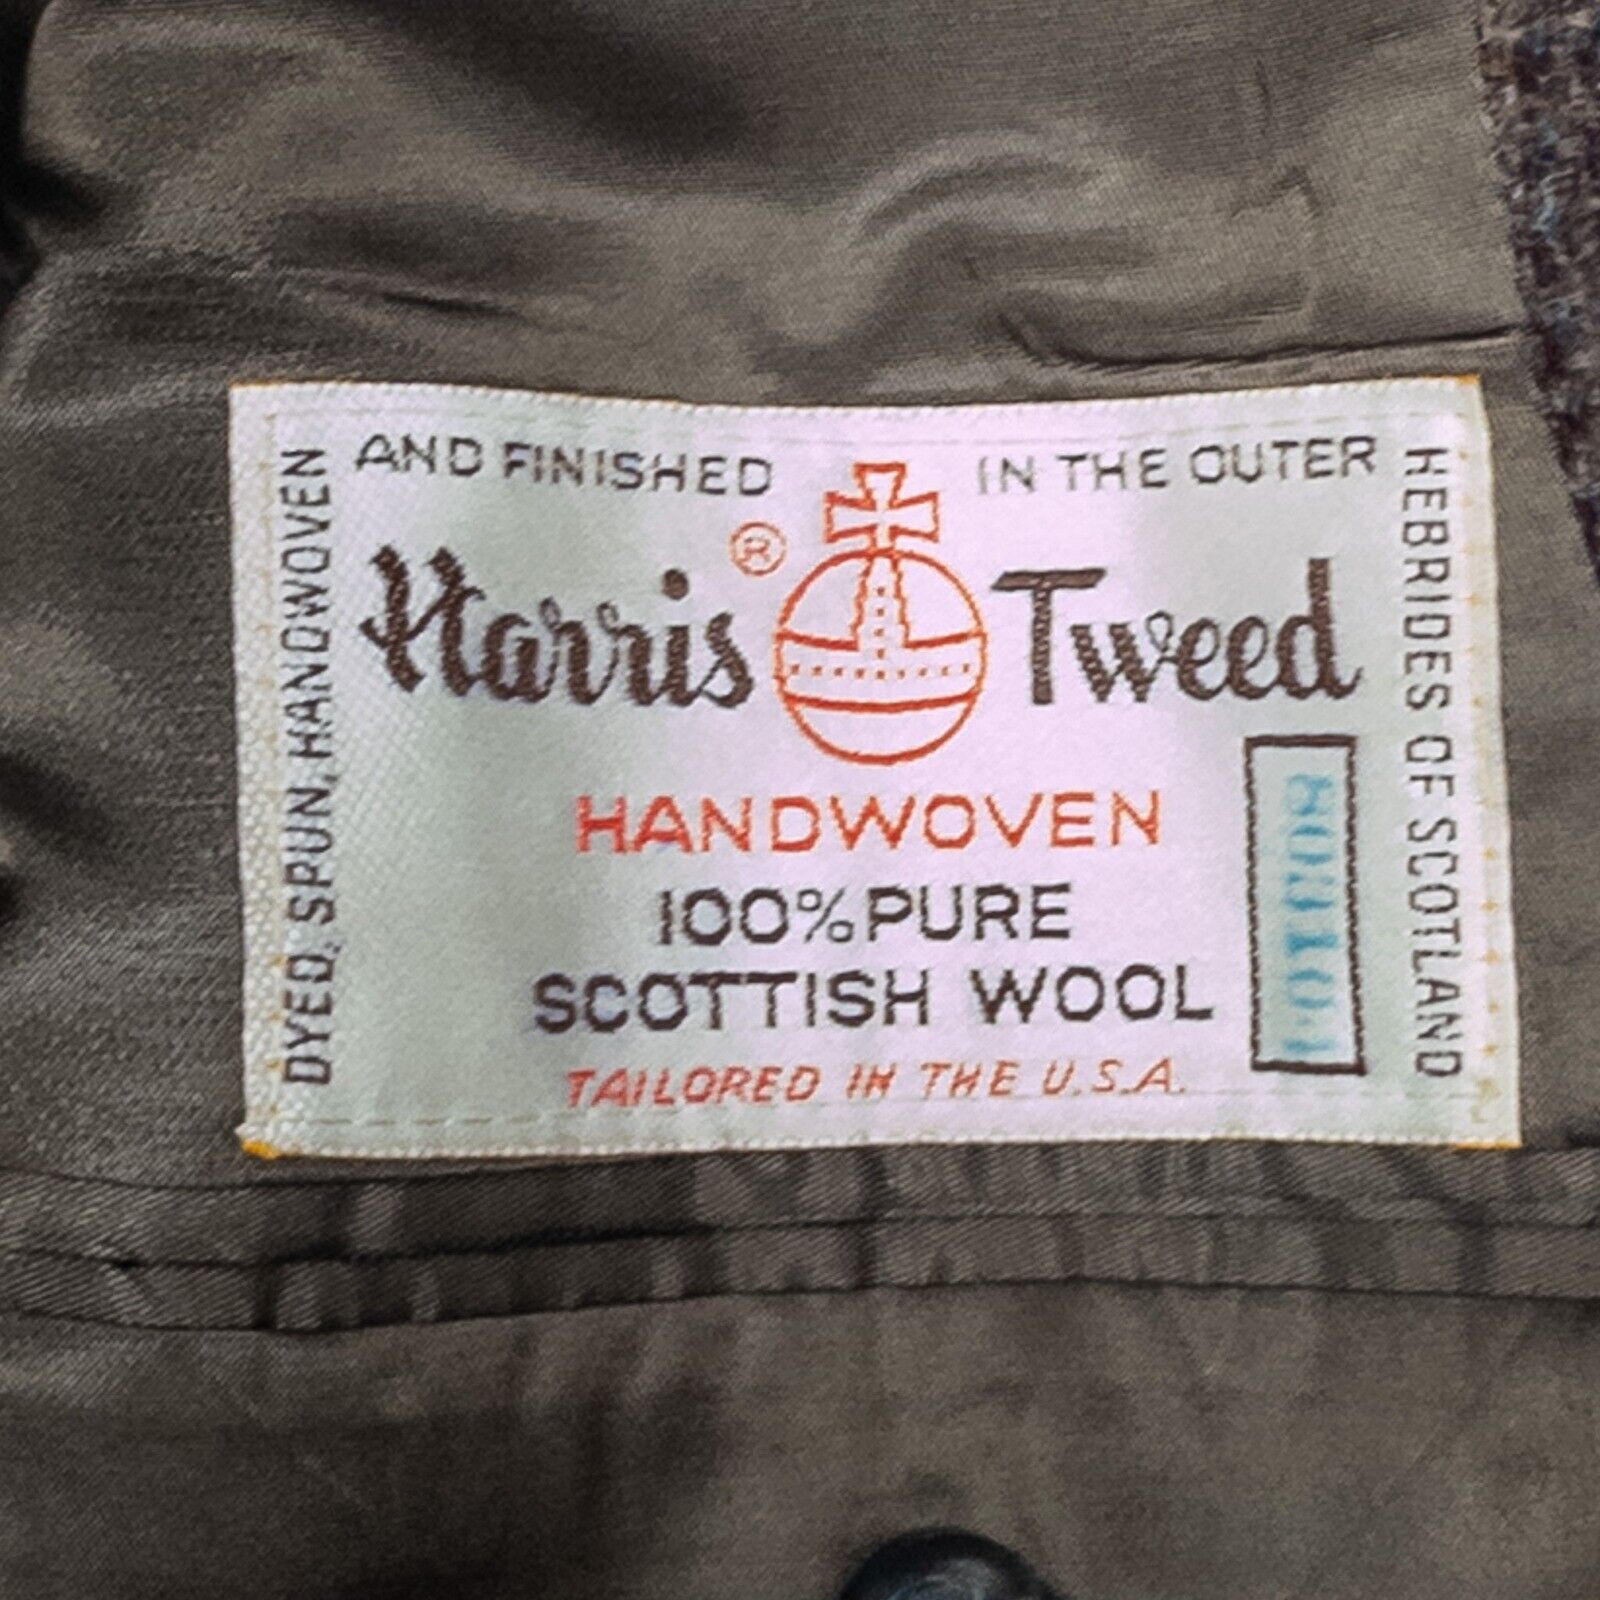 DYED, SPUN, HANDWOVEN
AND FINISHED
IN THE OUTER
HEBRIDES OF SCOTLAND
Harris ® Tweed
HANDWOVEN
100% PURE
SCOTTISH WOOL
TAILORED IN THE U.S.A.